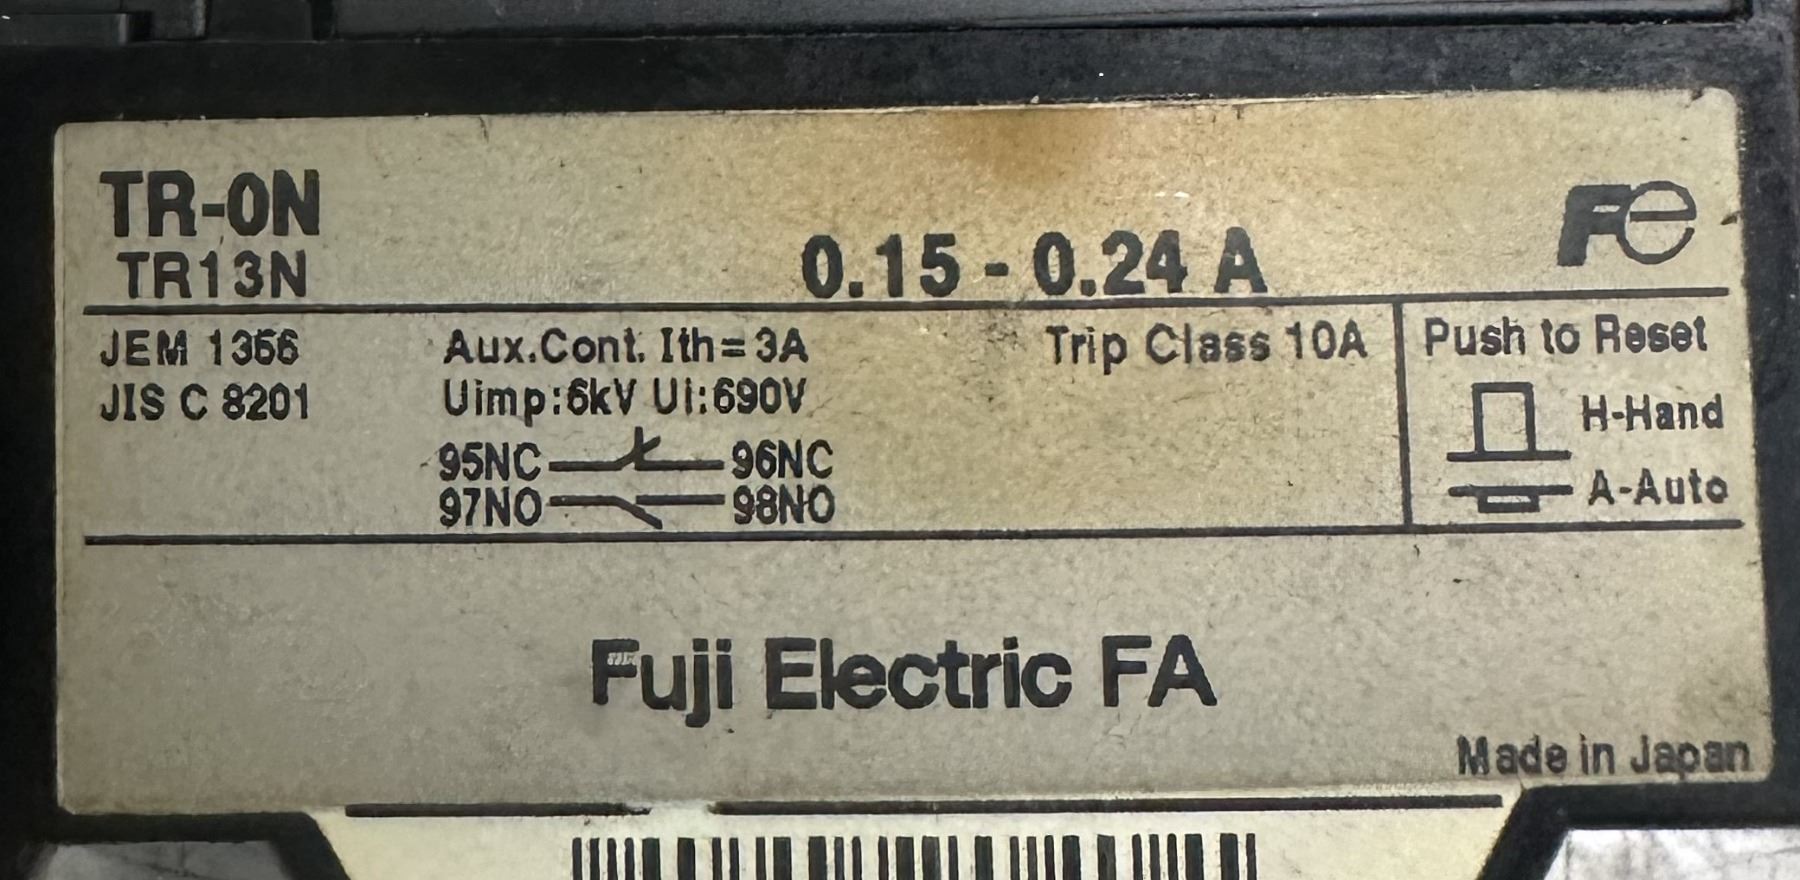 TR-0N
TR13N
0.15 - 0.24 A
Fe
JEM 1356
JIS C 8201
Aux.Cont. Ith=3A
Uimp:6kV Ui:690V
95NC 96NC
97NO 98NO
Trip Class 10A
Push to Reset
H-Hand
A-Auto
Fuji Electric FA
Made in Japan